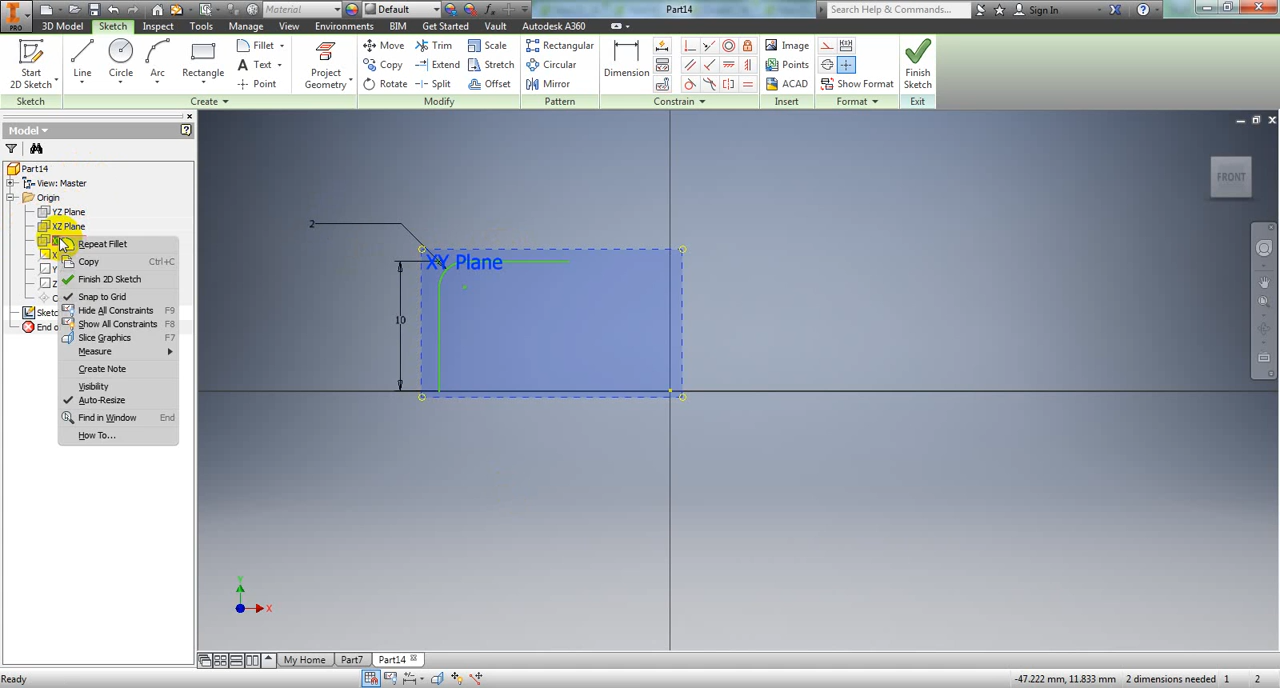 Material
Default
Part14
Search Help & Commands...
Sign In
PRO
3D Model
Sketch
Inspect
Tools
Manage
View
Environments
BIM
Get Started
Vault
Autodesk A360
Start
2D Sketch
Line
Circle
Arc
Rectangle
Fillet
Text
Point
Project
Geometry
Move
Copy
Rotate
Trim
Extend
Split
Scale
Stretch
Offset
Rectangular
Circular
Mirror
Dimension
Image
Points
ACAD
Show Format
Finish
Sketch
Sketch
Create
Modify
Pattern
Constrain
Insert
Format
Exit
Model
Part14
View: Master
Origin
YZ Plane
XZ Plane
Repeat Fillet
Copy Ctrl+C
Finish 2D Sketch
Snap to Grid
Hide All Constraints F9
Show All Constraints F8
Slice Graphics F7
Measure
Create Note
Visibility
Auto-Resize
Find in Window End
How To...
2
XY Plane
10
FRONT
Y
X
My Home
Part7
Part14
Ready
-47.222 mm, 11.833 mm
2 dimensions needed
1
2